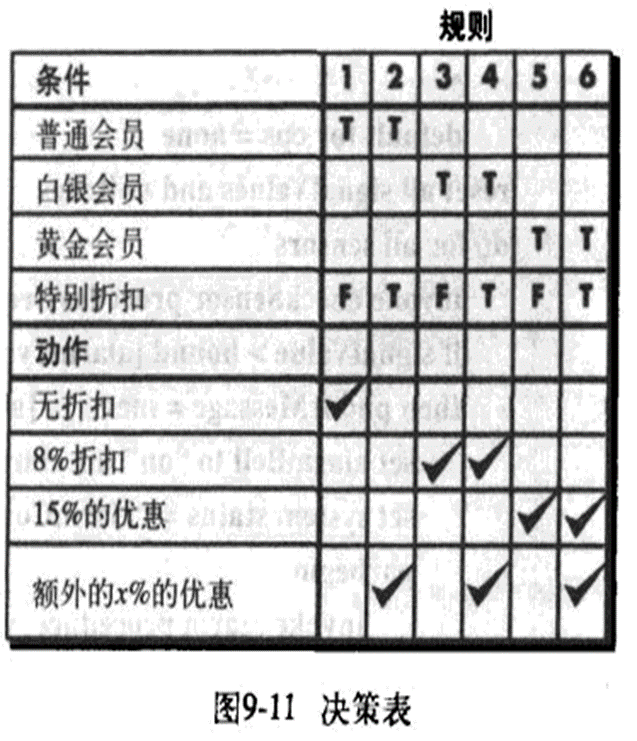 规则
条件 1 2 3 4 5 6
普通会员 T T
白银会员 T T
黄金会员 T T
特别折扣 F T F T F T
动作
无折扣 ✓
8%折扣 ✓ ✓
15%的优惠 ✓ ✓
额外的x%的优惠 ✓ ✓ ✓
图9-11 决策表